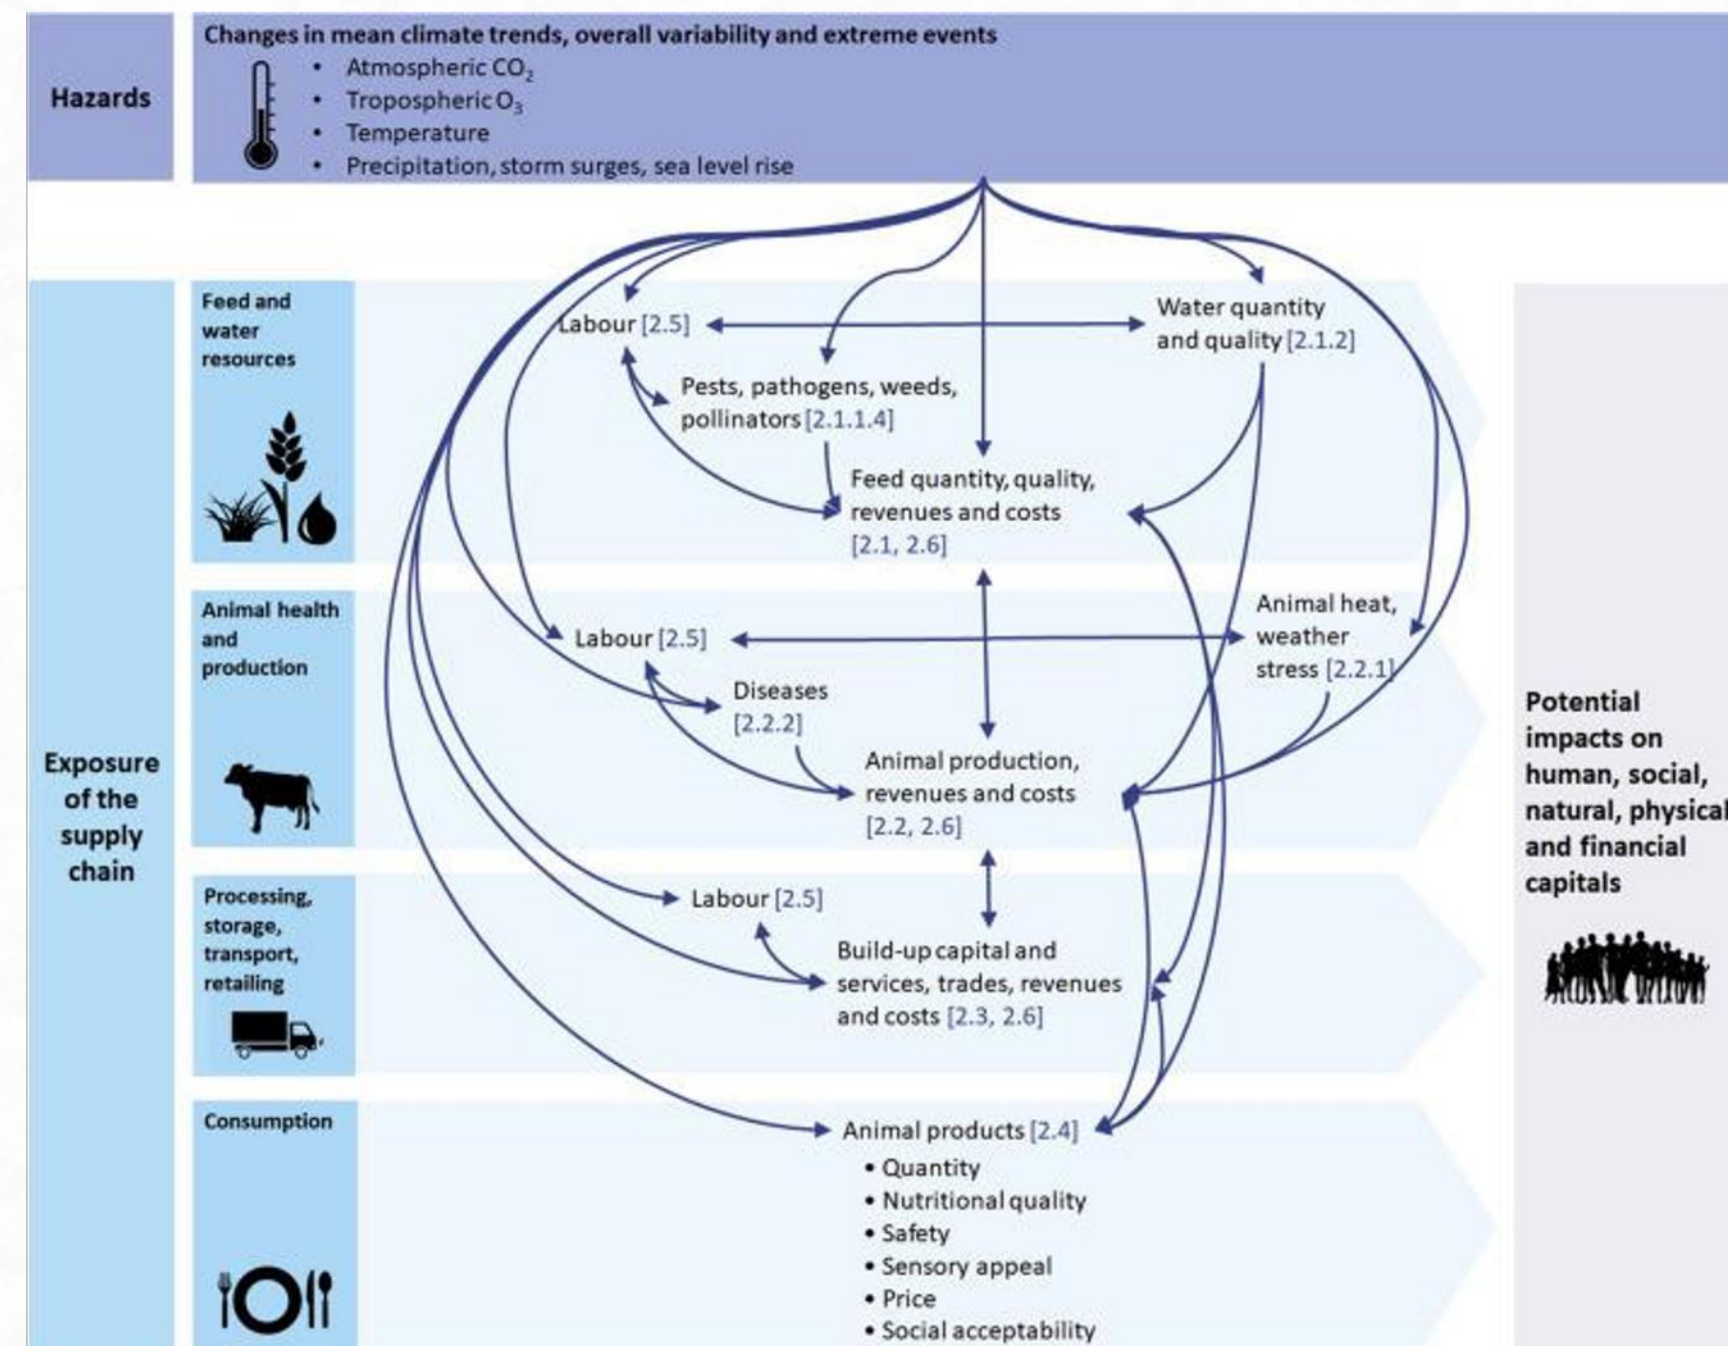 Hazards
Changes in mean climate trends, overall variability and extreme events
• Atmospheric CO₂
• Tropospheric O₃
• Temperature
• Precipitation, storm surges, sea level rise
Exposure
of the
supply
chain
Feed and
water
resources
Labour [2.5]
Water quantity
and quality [2.1.2]
Pests, pathogens, weeds,
pollinators [2.1.1.4]
Feed quantity, quality,
revenues and costs
[2.1, 2.6]
Animal health
and
production
Labour [2.5]
Animal heat,
weather
stress [2.2.1]
Diseases
[2.2.2]
Animal production,
revenues and costs
[2.2, 2.6]
Processing,
storage,
transport,
retailing
Labour [2.5]
Build-up capital and
services, trades, revenues
and costs [2.3, 2.6]
Consumption
Animal products [2.4]
• Quantity
• Nutritional quality
• Safety
• Sensory appeal
• Price
• Social acceptability
Potential
impacts on
human, social,
natural, physical
and financial
capitals